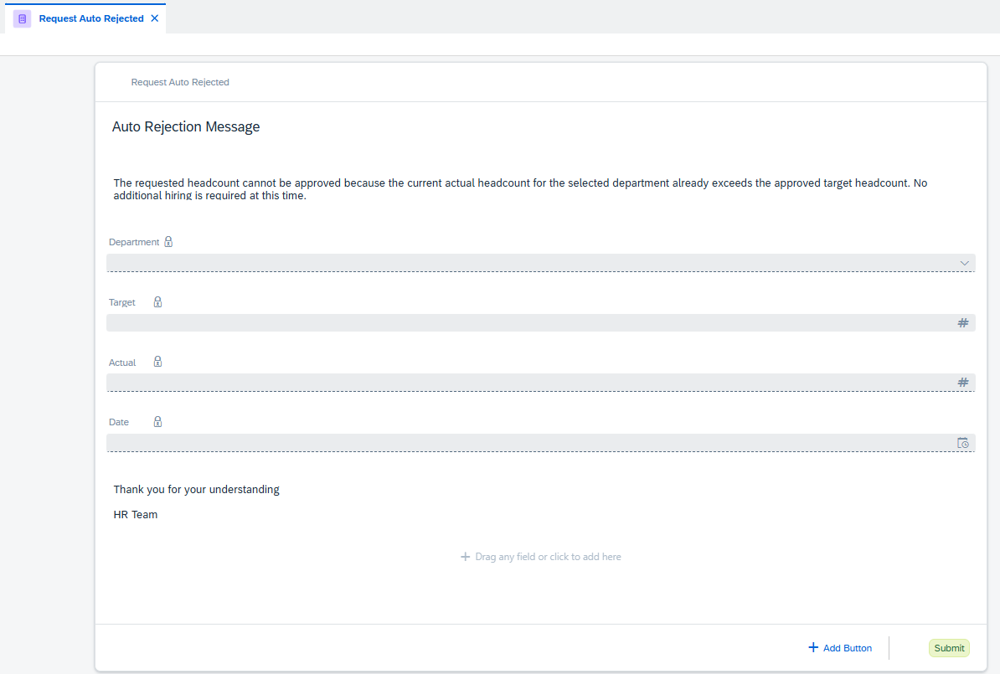 Request Auto Rejected
Request Auto Rejected
Auto Rejection Message
The requested headcount cannot be approved because the current actual headcount for the selected department already exceeds the approved target headcount. No
additional hiring is required at this time.
Department
Target
#
Actual
#
Date
Thank you for your understanding
HR Team
+ Drag any field or click to add here
+ Add Button
Submit